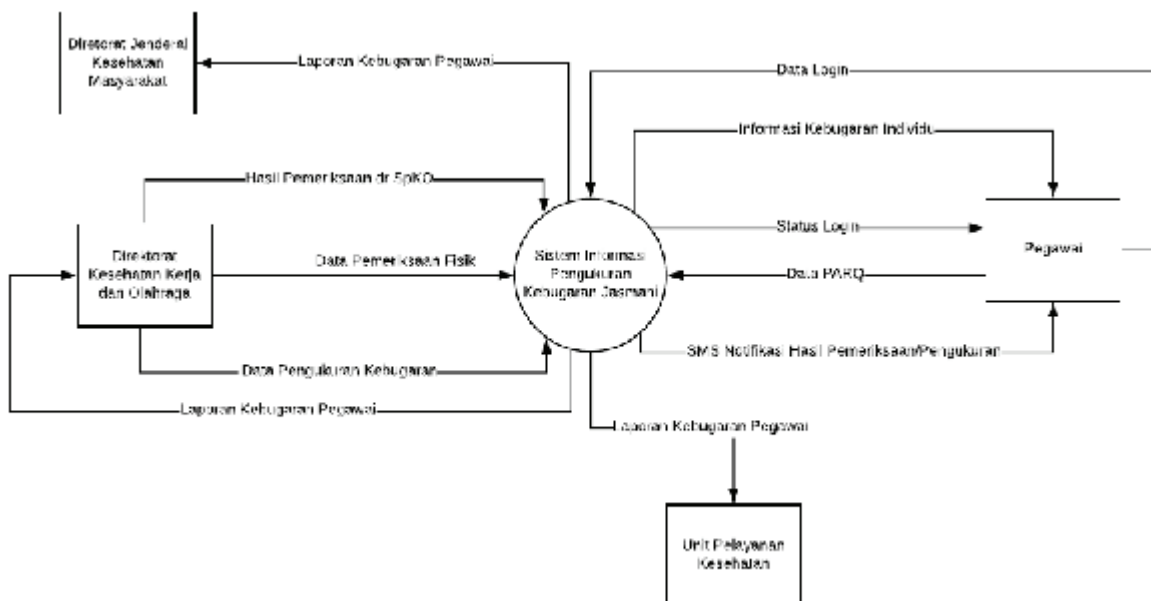 Diretorat Jenderal
Kesehatan
Masyarakat
Laporan Kebugaran Pegawai
Data Login
Informasi Kebugaran Individu
Hasil Pemeriksaan dr SpKO
Status Login
Direktorat
Kesehatan Kerja
dan Olahraga
Data Pemeriksaan Fisik
Sistem Informasi
Pengukuran
Kebugaran Jasmani
Pegawai
Data PARQ
SMS Notifikasi Hasil Pemeriksaan/Pengukuran
Data Pengukuran Kebugaran
Laporan Kebugaran Pegawai
Laporan Kebugaran Pegawai
Unit Pelayanan
Kesehatan